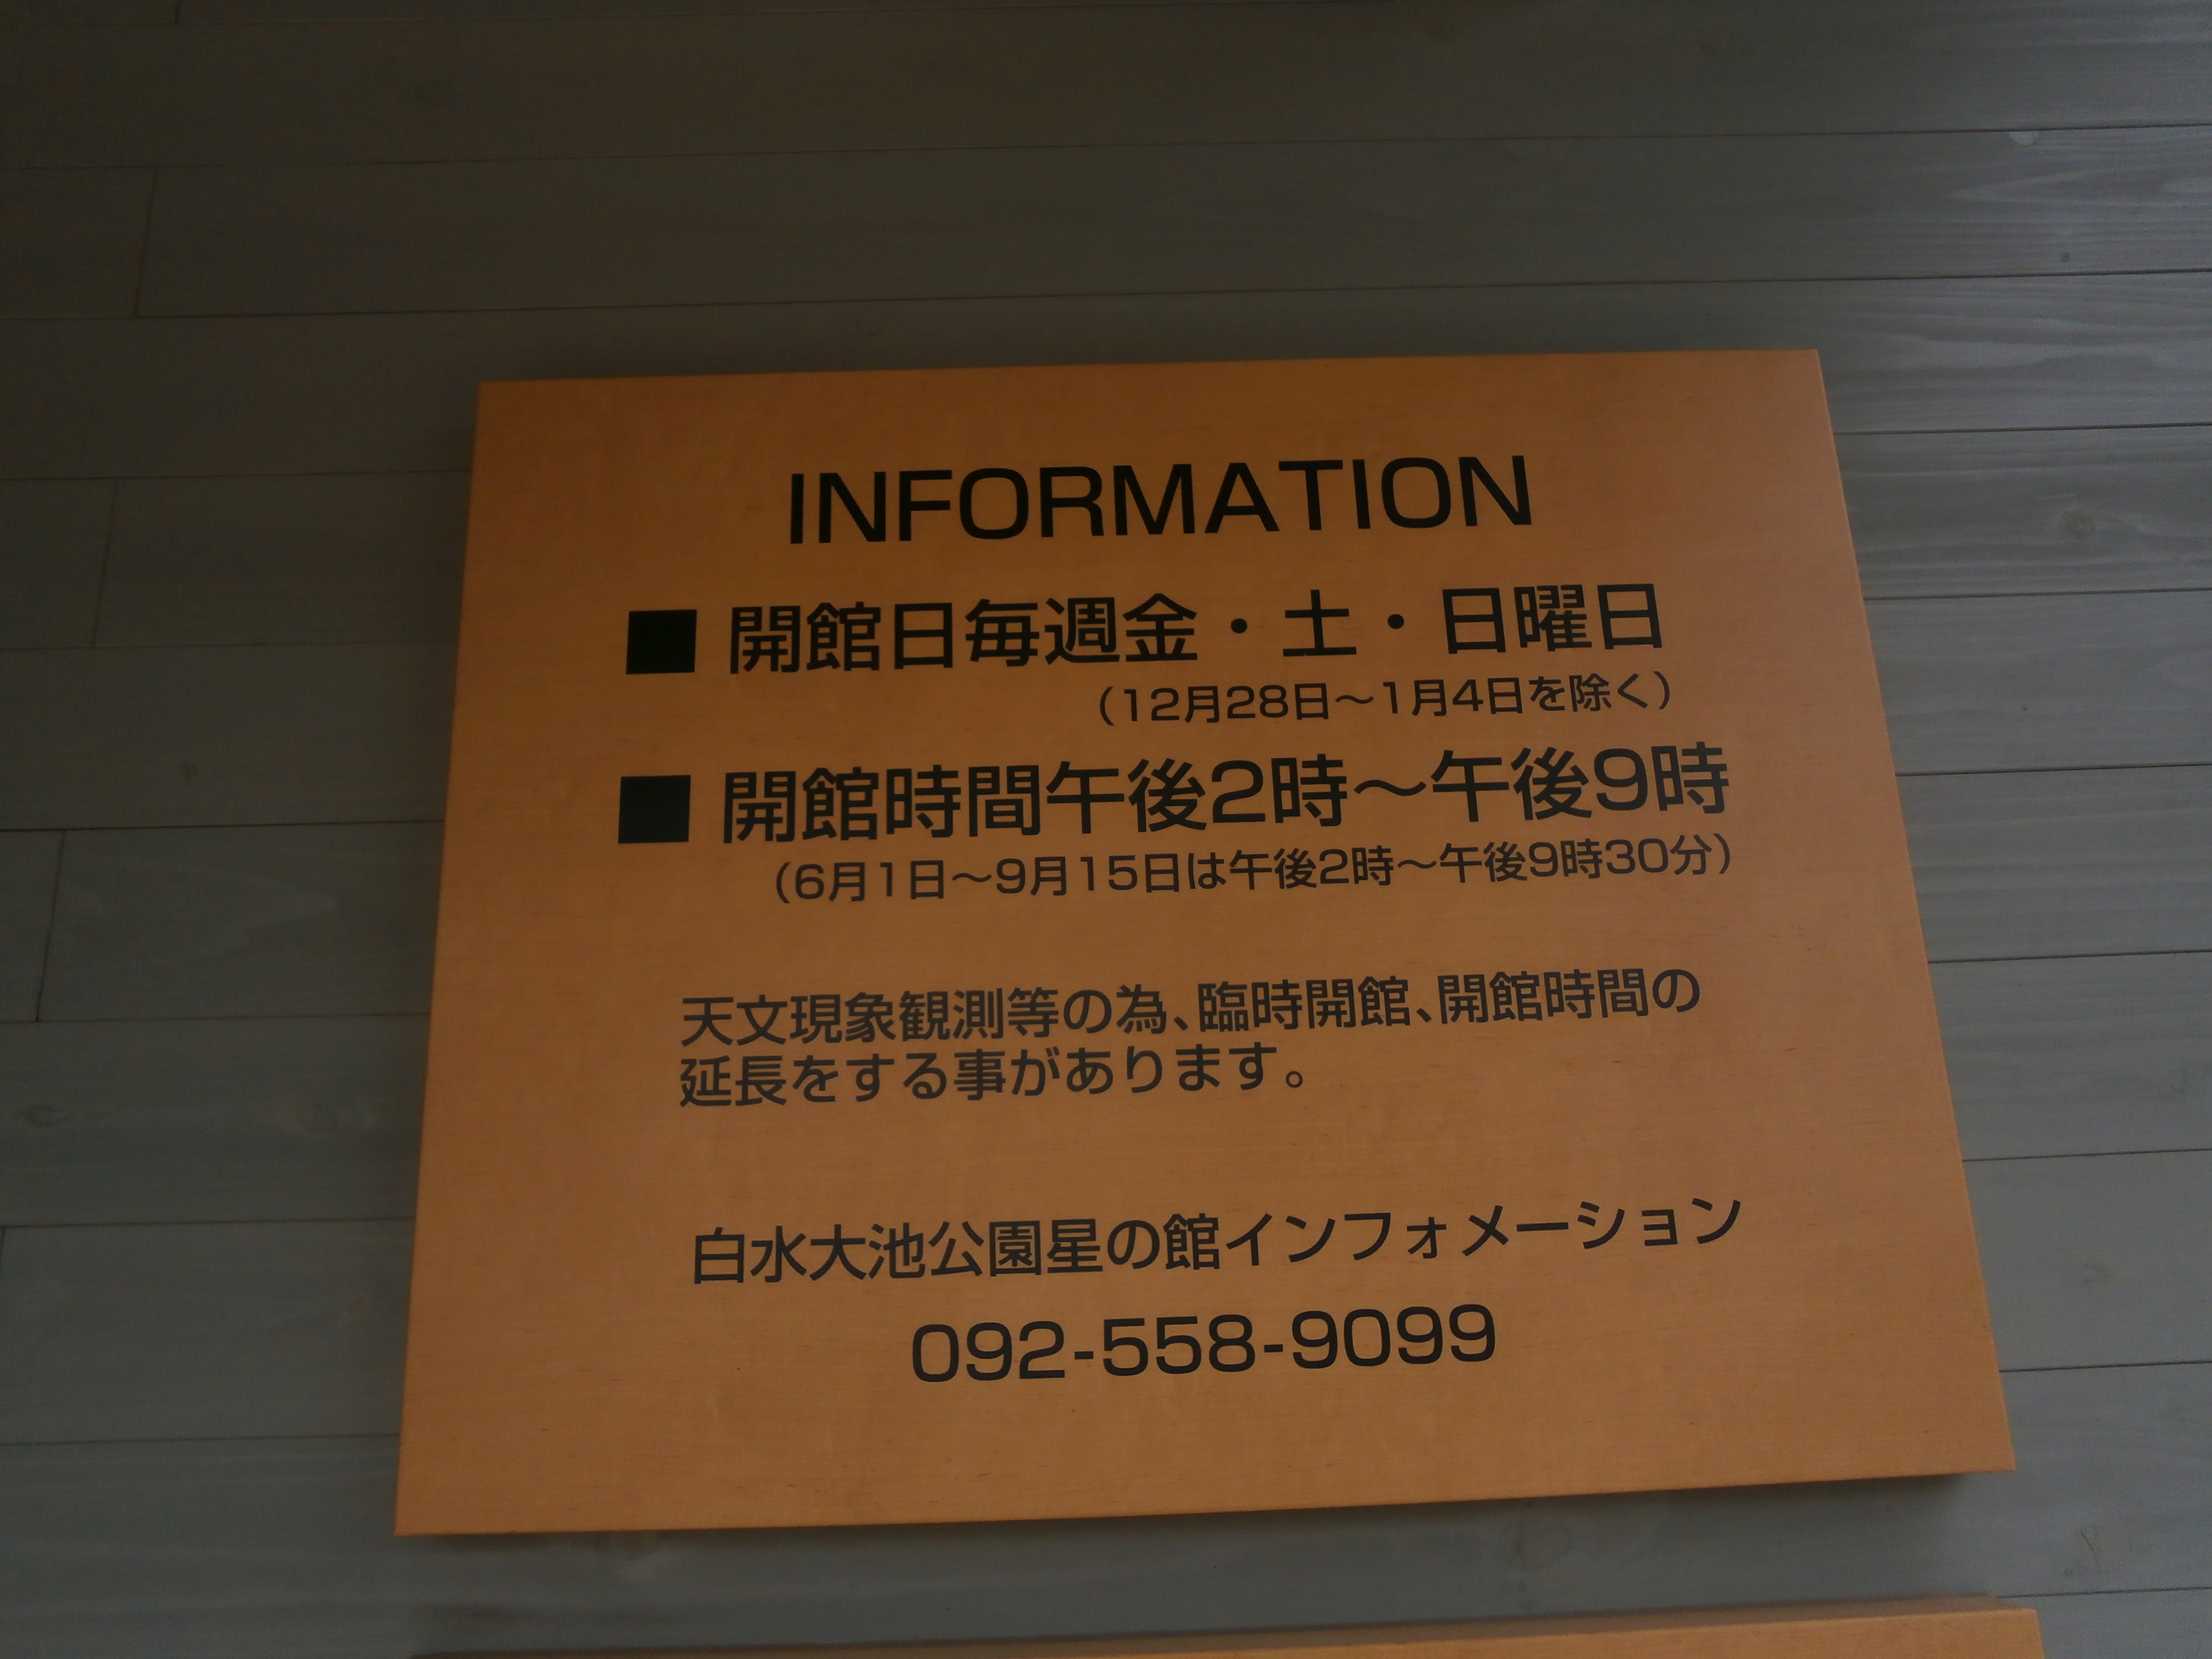 INFORMATION
■ 開館日毎週金・土・日曜日
（12月28日～1月4日を除く）
■ 開館時間午後2時～午後9時
（6月1日～9月15日は午後2時～午後9時30分）
天文現象観測等の為、臨時開館、開館時間の
延長をする事があります。
白水大池公園星の館インフォメーション
092-558-9099